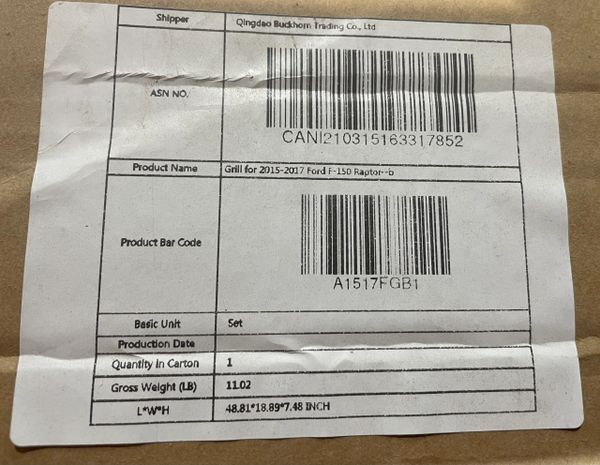 Shipper Qingdao Buckhorn Trading Co., Ltd
ASN NO.
CANI210315163317852
Product Name Grill for 2015-2017 Ford F-150 Raptor--b
Product Bar Code
A1517FGB1
Basic Unit Set
Production Date
Quantity in Carton 1
Gross Weight (LB) 11.02
L*W*H 48.81*18.89*7.48 INCH